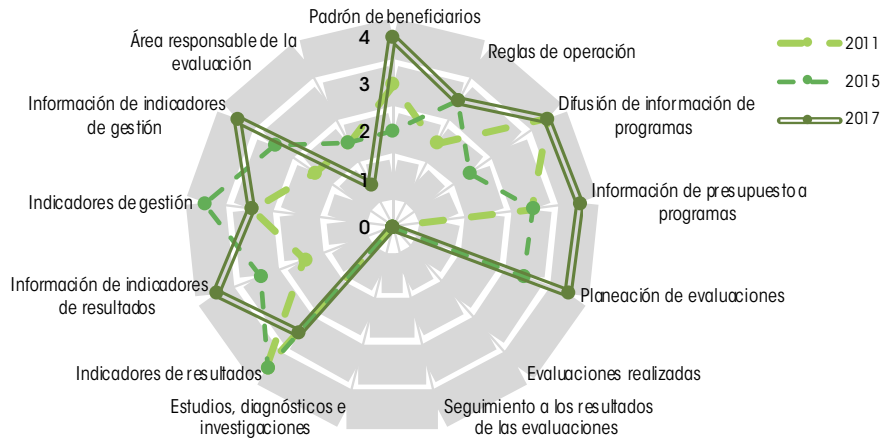 Padrón de beneficiarios
Reglas de operación
Difusión de información de
programas
Información de presupuesto a
programas
Planeación de evaluaciones
Evaluaciones realizadas
Seguimiento a los resultados
de las evaluaciones
Estudios, diagnósticos e
investigaciones
Indicadores de resultados
Información de indicadores
de resultados
Indicadores de gestión
Información de indicadores
de gestión
Área responsable de la
evaluación
4
3
2
1
0
2011
2015
2017